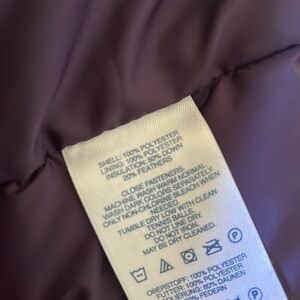 SHELL: 100% POLYESTER
LINING: 100% POLYESTER
INSULATION: 80% DOWN
20% FEATHERS
CLOSE FASTENERS.
MACHINE WASH WARM NORMAL.
WASH DARK COLORS SEPARATELY.
ONLY NON-CHLORINE BLEACH WHEN
NEEDED.
TUMBLE DRY LOW WITH CLEAN
TENNIS BALLS.
DO NOT IRON.
MAY BE DRY CLEANED.
P
OBERSTOFF: 100% POLYESTER
FUTTER: 100% POLYESTER
80% DAUNEN
FEDERN
P